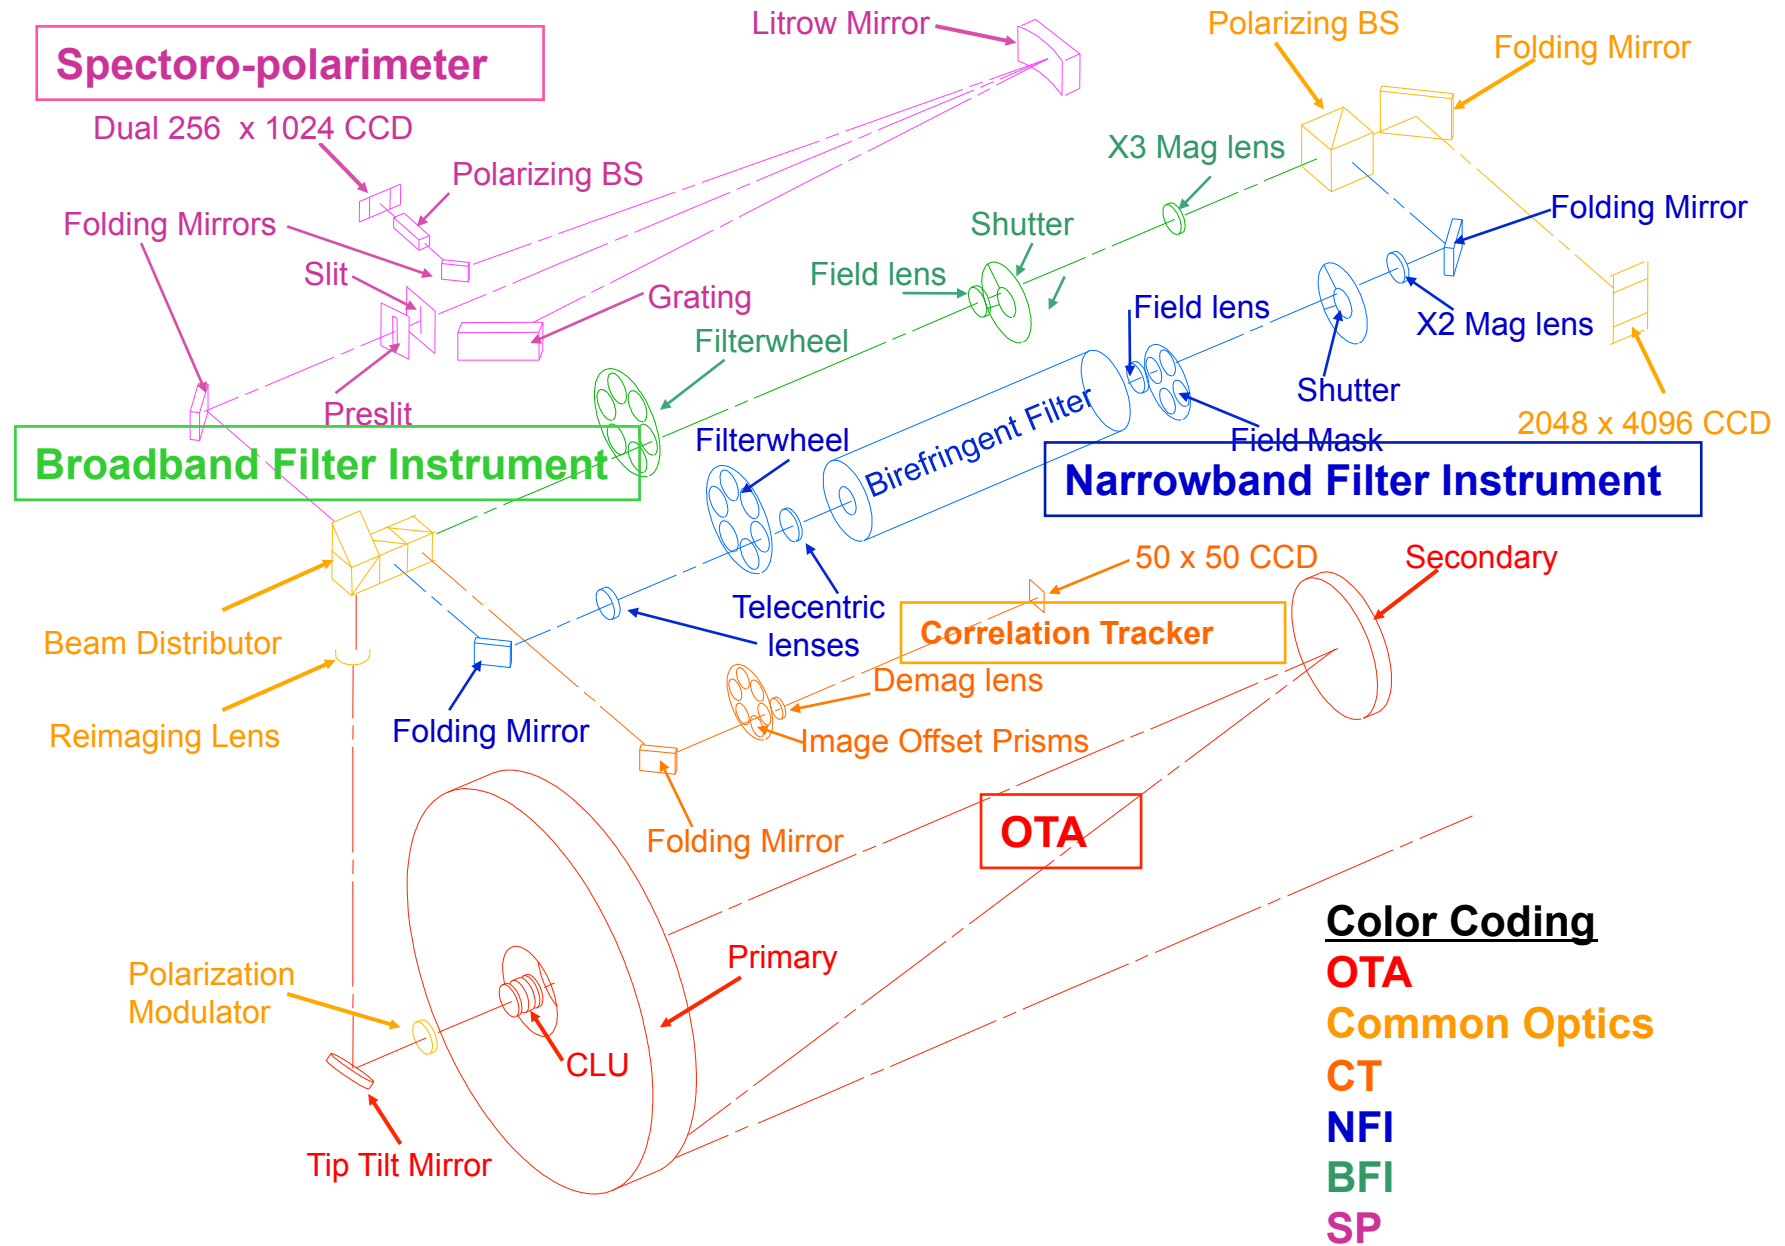 Litrow Mirror
Polarizing BS
Folding Mirror
Spectoro-polarimeter
Dual 256  x 1024 CCD
X3 Mag lens
Polarizing BS
Folding Mirrors
Shutter
Folding Mirror
Slit
Field lens
Grating
Field lens
X2 Mag lens
Filterwheel
Shutter
Preslit
Birefringent Filter
2048 x 4096 CCD
Filterwheel
Field Mask
Broadband Filter Instrument
Narrowband Filter Instrument
50 x 50 CCD
Secondary
Telecentric
lenses
Beam Distributor
Correlation Tracker
Demag lens
Reimaging Lens
Folding Mirror
Image Offset Prisms
Folding Mirror
OTA
Primary
Polarization
Modulator
CLU
Tip Tilt Mirror
Color Coding
OTA
Common Optics
CT
NFI
BFI
SP